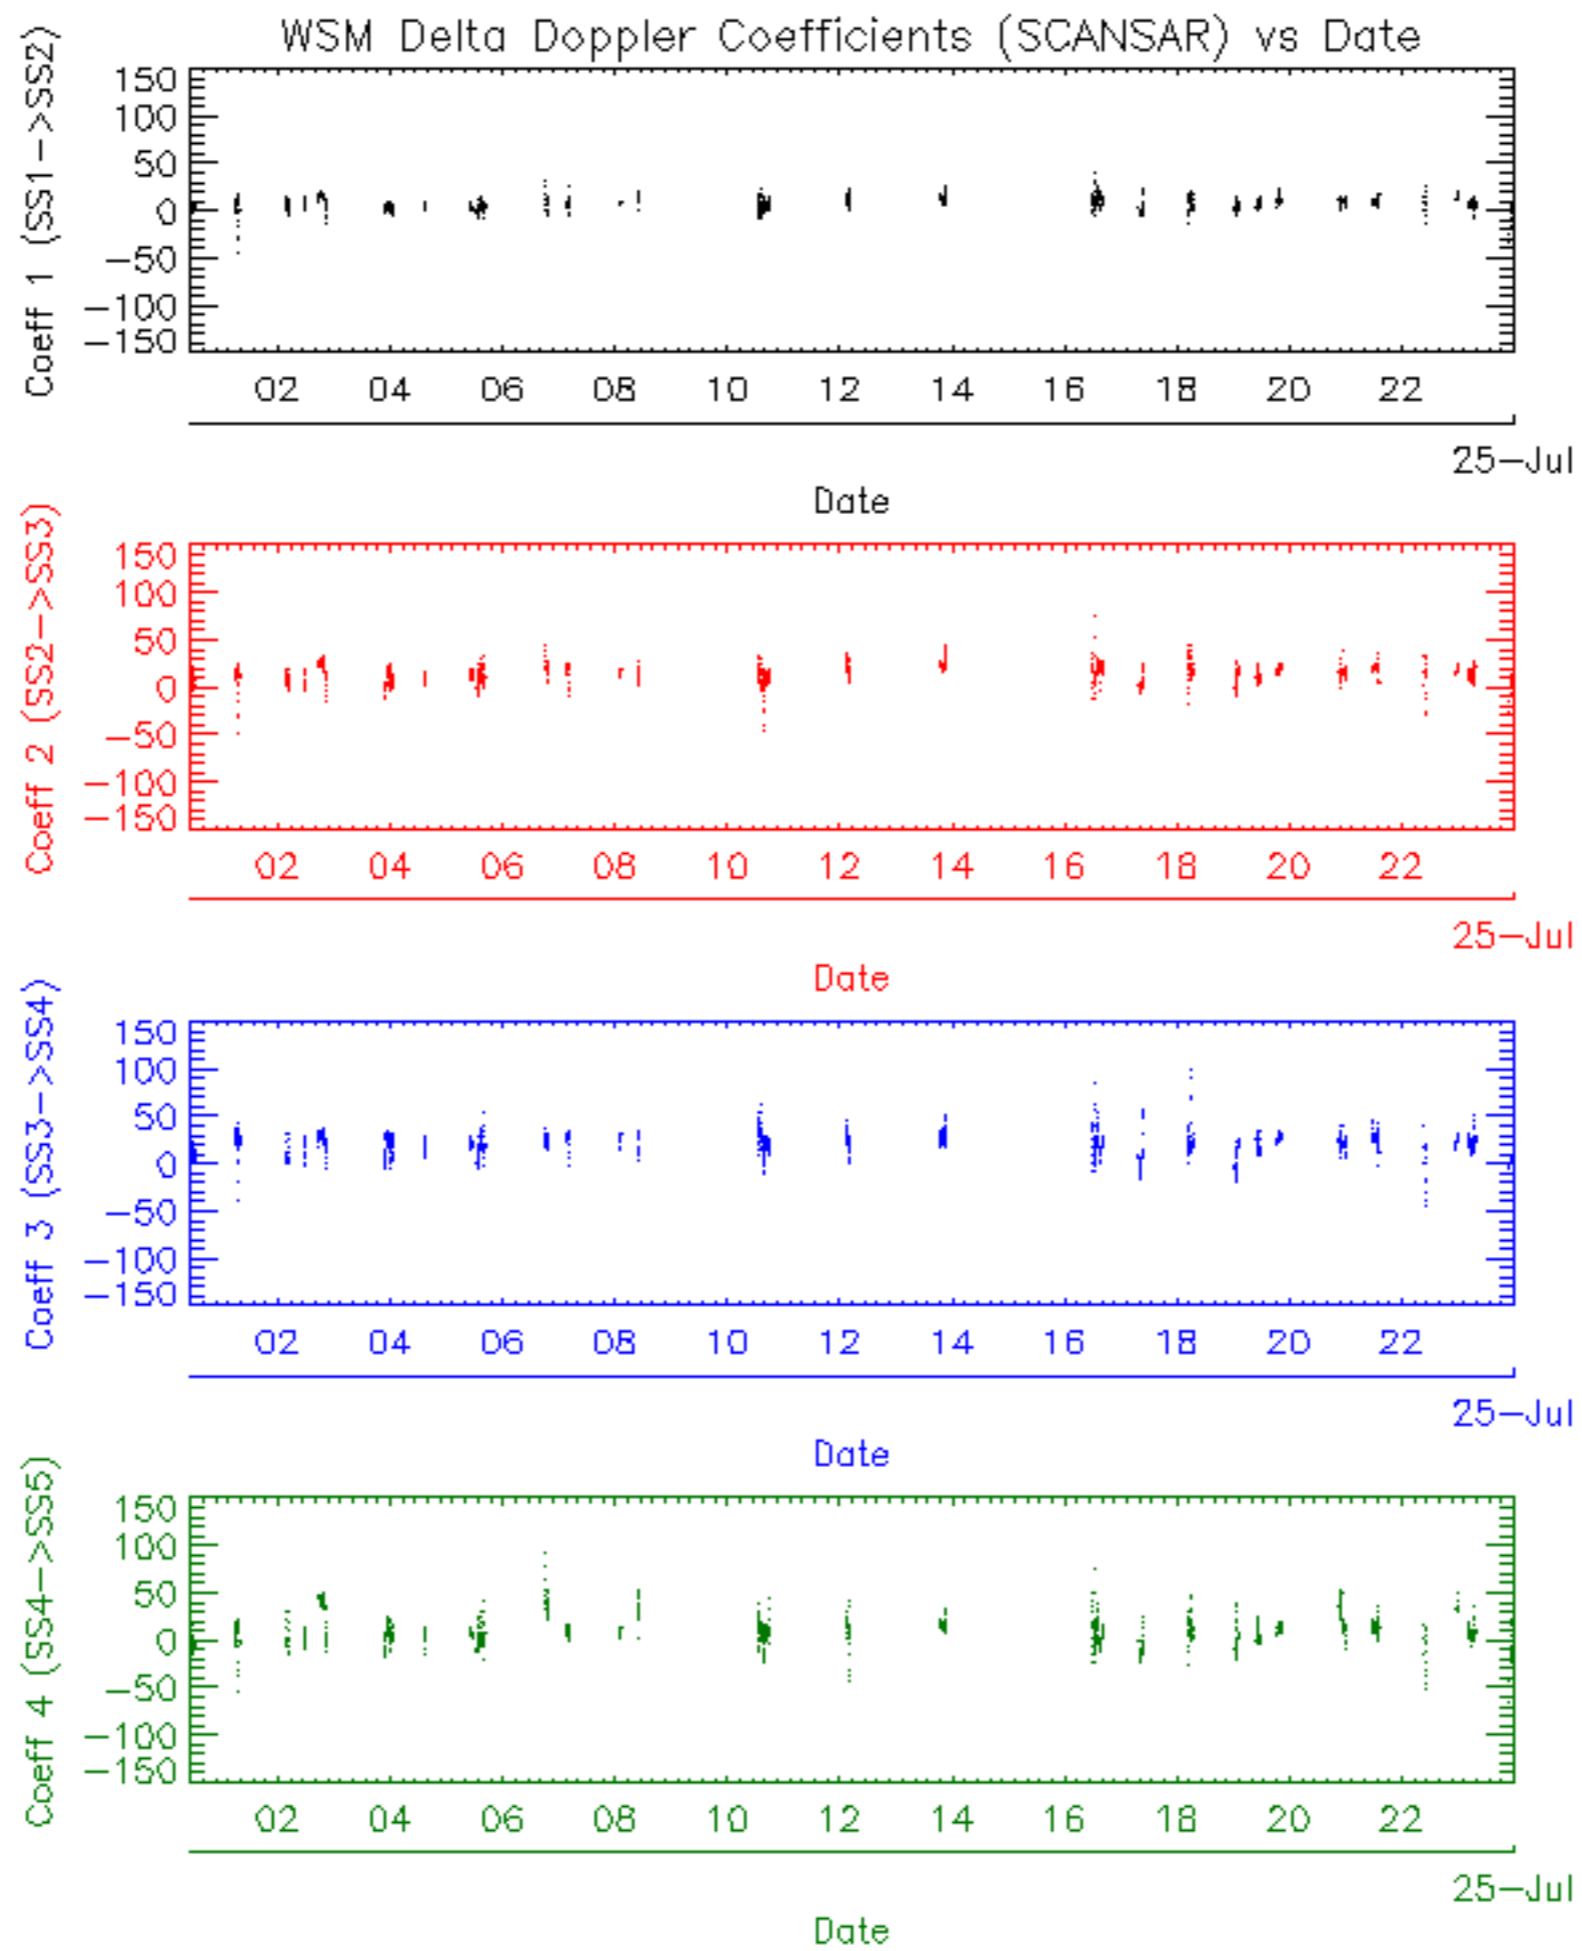 WSM Delta Doppler Coefficients (SCANSAR) vs Date
Coeff 1 (SS1->SS2)
150
100
50
0
-50
-100
-150
02 04 06 08 10 12 14 16 18 20 22
25-Jul
Date
Coeff 2 (SS2->SS3)
150
100
50
0
-50
-100
-150
02 04 06 08 10 12 14 16 18 20 22
25-Jul
Date
Coeff 3 (SS3->SS4)
150
100
50
0
-50
-100
-150
02 04 06 08 10 12 14 16 18 20 22
25-Jul
Date
Coeff 4 (SS4->SS5)
150
100
50
0
-50
-100
-150
02 04 06 08 10 12 14 16 18 20 22
25-Jul
Date